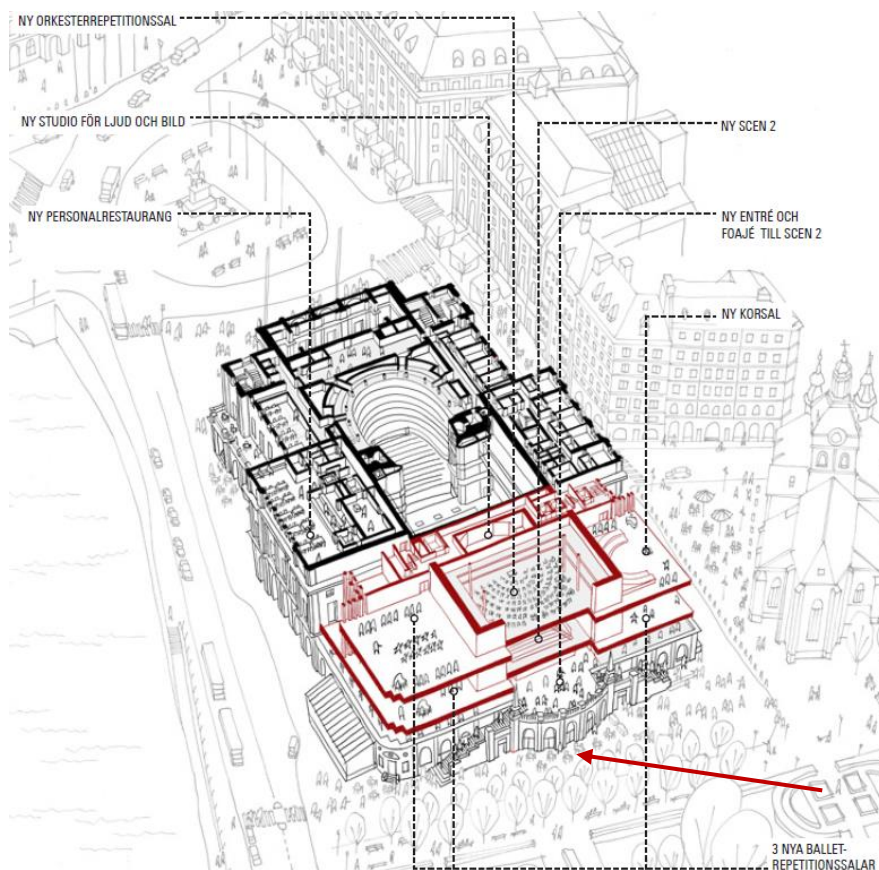 NY ORKESTERREPETITIONSSAL
NY STUDIO FÖR LJUD OCH BILD
NY SCEN 2
NY PERSONALRESTAURANG
NY ENTRÉ OCH
FOAJÉ TILL SCEN 2
NY KORSAL
3 NYA BALLET-
REPETITIONSSALAR